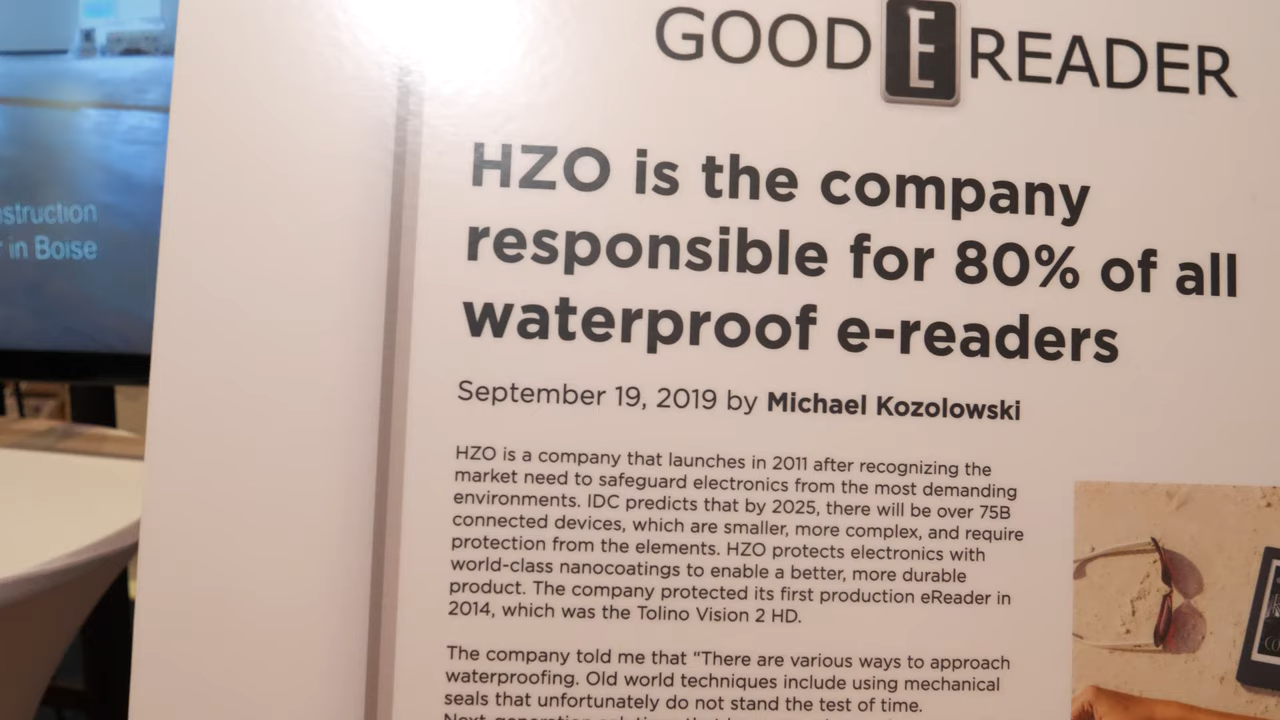 struction
in Boise
GOOD E READER
HZO is the company
responsible for 80% of all
waterproof e-readers
September 19, 2019 by Michael Kozolowski
HZO is a company that launches in 2011 after recognizing the
market need to safeguard electronics from the most demanding
environments. IDC predicts that by 2025, there will be over 75B
connected devices, which are smaller, more complex, and require
protection from the elements. HZO protects electronics with
world-class nanocoatings to enable a better, more durable
product. The company protected its first production eReader in
2014, which was the Tolino Vision 2 HD.
The company told me that “There are various ways to approach
waterproofing. Old world techniques include using mechanical
seals that unfortunately do not stand the test of time.